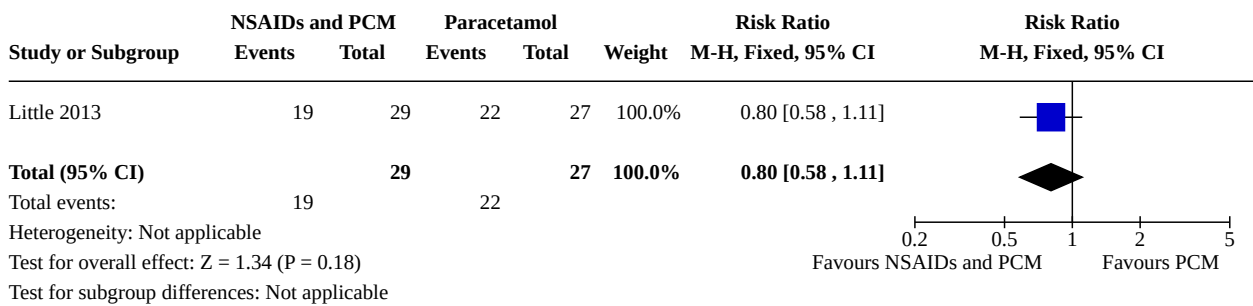 NSAIDs and PCM Paracetamol Risk Ratio Risk Ratio
Study or Subgroup Events Total Events Total Weight M-H, Fixed, 95% CI M-H, Fixed, 95% CI
Little 2013 19 29 22 27 100.0% 0.80 [0.58 , 1.11]
Total (95% CI) 29 27 100.0% 0.80 [0.58 , 1.11]
Total events: 19 22
Heterogeneity: Not applicable
0.2 0.5 1 2 5
Test for overall effect: Z = 1.34 (P = 0.18) Favours NSAIDs and PCM Favours PCM
Test for subgroup differences: Not applicable